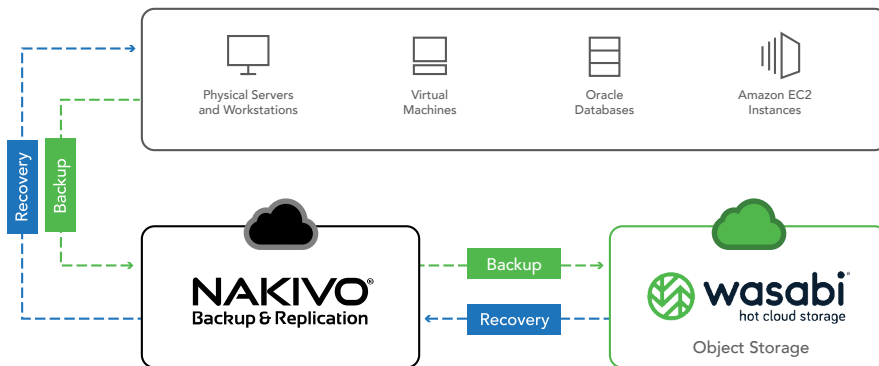 Physical Servers
and Workstations
Virtual
Machines
Oracle
Databases
Amazon EC2
Instances
Recovery
Backup
NAKIVO®
Backup & Replication
Backup
Recovery
wasabi
hot cloud storage
Object Storage